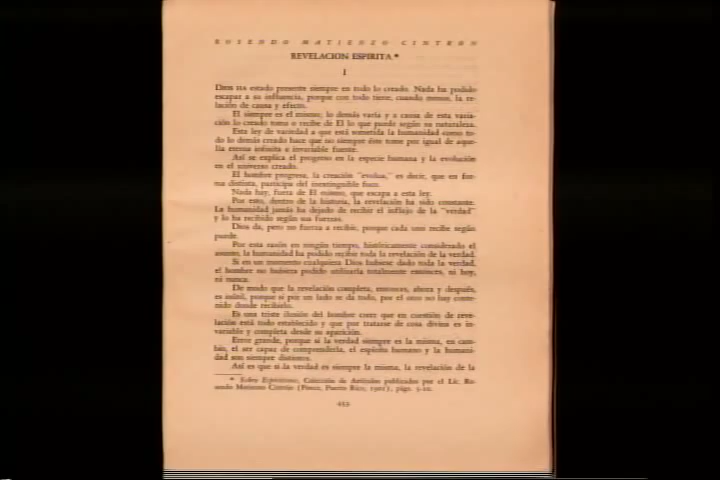 ROSENDO MATIENZO CINTRON
REVELACION ESPIRITA*
I
DIOS HA estado presente siempre en todo lo creado. Nada ha podido
escapar a su influencia, porque con todo tiene, cuando menos, la re-
lación de causa y efecto.
El siempre es el mismo; lo demás varía y a causa de esta varia-
ción lo creado toma o recibe de El lo que puede según su naturaleza.
Esta ley de variedad a que está sometida la humanidad como to-
do lo demás creado hace que no siempre éste tome por igual de aque-
lla eterna infinita e invariable fuente.
Así se explica el progreso en la especie humana y la evolución
en el universo creado.
El hombre progresa, la creación "evolua," es decir, que en for-
ma distinta, participa del inextinguible foco.
Nada hay, fuera de El mismo, que escapa a esta ley.
Por esto, dentro de la historia, la revelación ha sido constante.
La humanidad jamás ha dejado de recibir el influjo de la "verdad"
y lo ha recibido según sus fuerzas.
Dios da, pero no fuerza a recibir, porque cada uno recibe según
puede.
Por esta razón en ningún tiempo, históricamente considerado el
asunto, la humanidad ha podido recibir toda la revelación de la verdad.
Si en un momento cualquiera Dios hubiese dado toda la verdad,
el hombre no hubiera podido utilizarla totalmente entonces, ni hoy,
ni nunca.
De modo que la revelación completa, entonces, ahora y después,
es inútil, porque si por un lado se da todo, por el otro no hay conte-
nido donde recibirlo.
Es una triste ilusión del hombre creer que en cuestión de reve-
lación está todo establecido y que por tratarse de cosa divina es in-
variable y completa desde su aparición.
Error grande, porque si la verdad siempre es la misma, en cam-
bio, el ser capaz de comprenderla, el espíritu humano y la humani-
dad son siempre distintos.
Así es que si la verdad es siempre la misma, la revelación de la
* Sobre Espiritismo, Colección de Artículos publicados por el Lic. Ro-
sendo Matienzo Cintrón (Ponce, Puerto Rico, 1901), págs. 5-10.
453